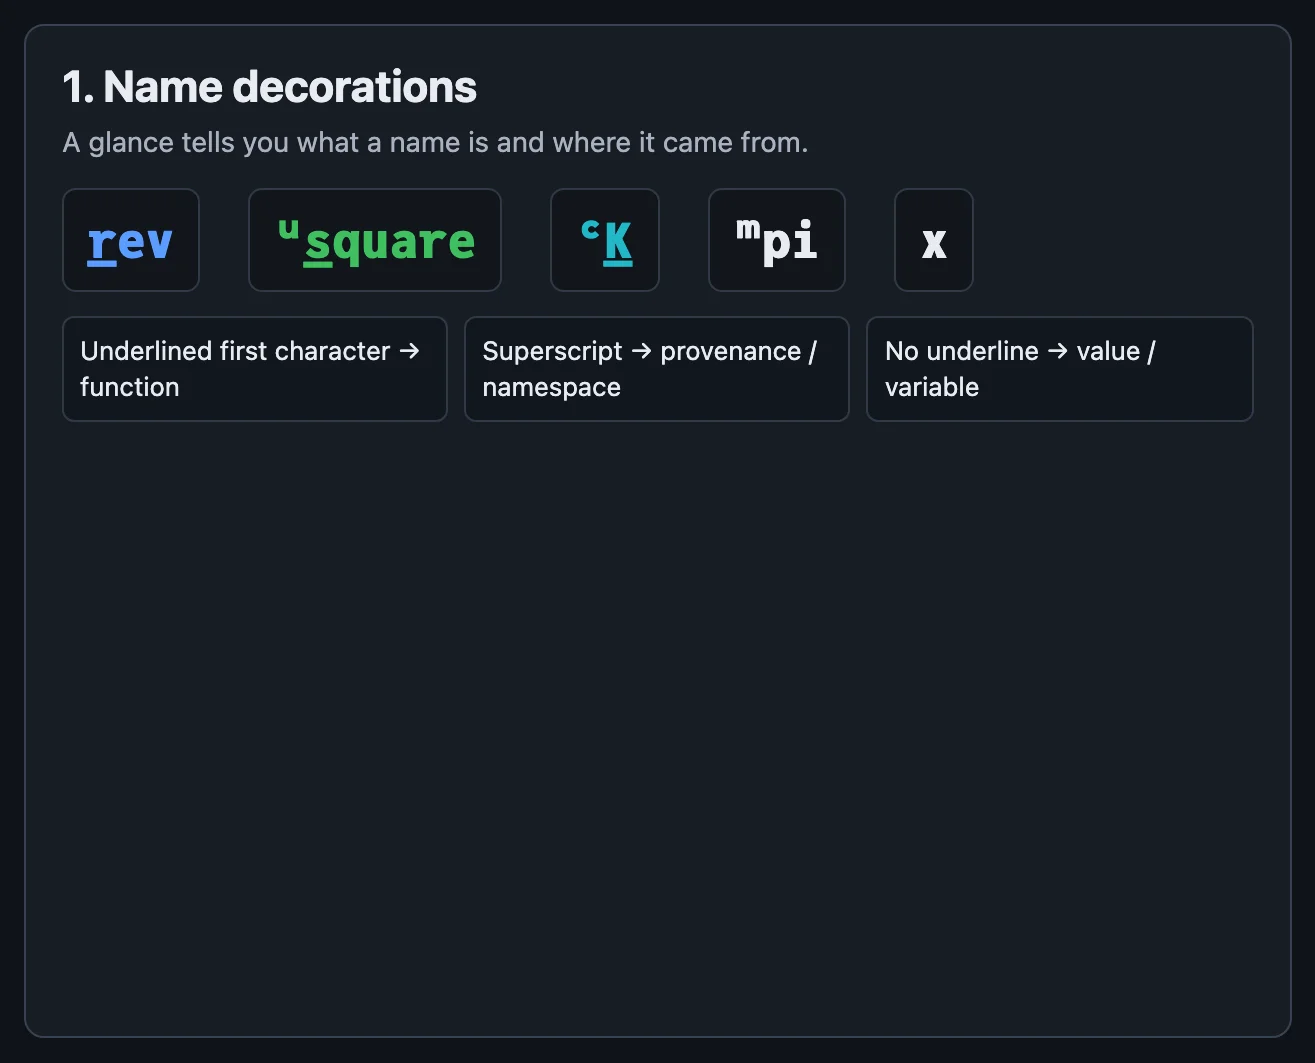 1. Name decorations
A glance tells you what a name is and where it came from.
rev ᵘsquare ᶜK ᵐpi x
Underlined first character →
function
Superscript → provenance /
namespace
No underline → value /
variable